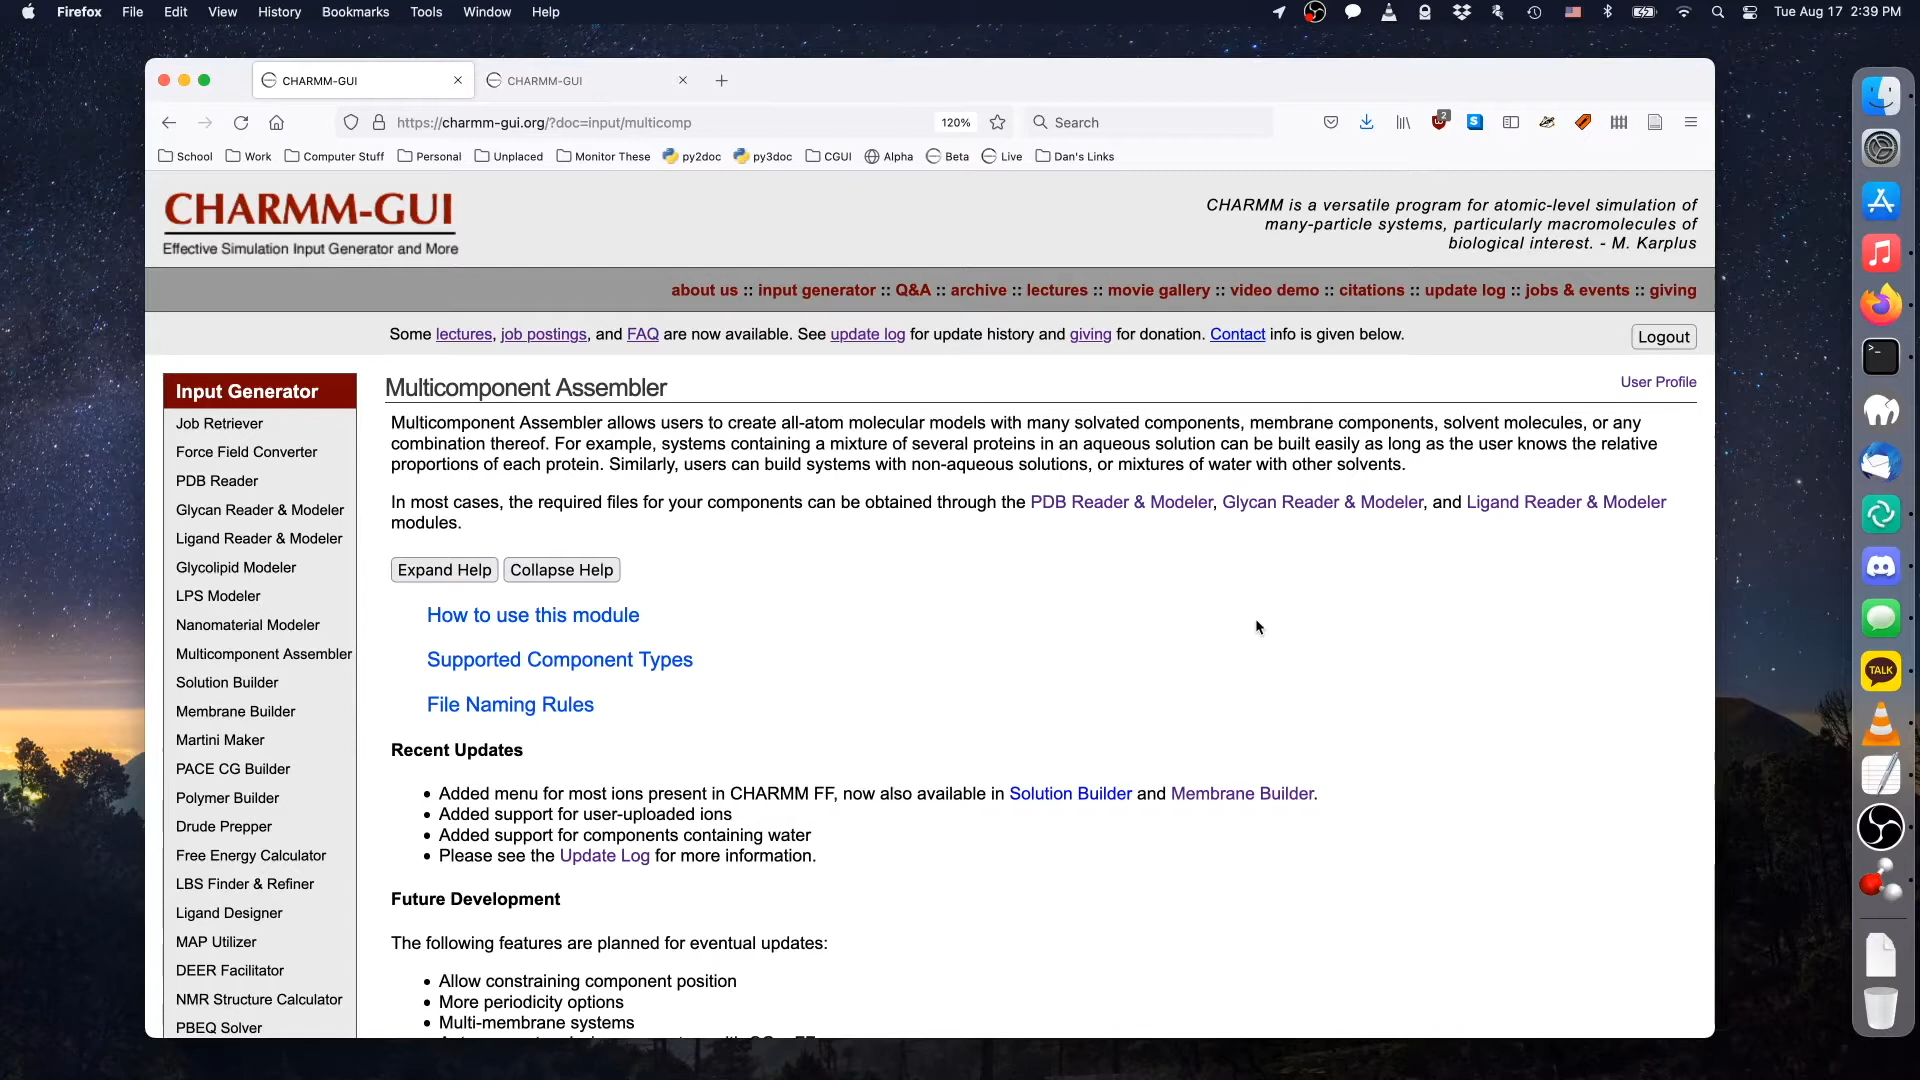 Firefox File Edit View History Bookmarks Tools Window Help
Tue Aug 17 2:39 PM
CHARMM-GUI
CHARMM-GUI
https://charmm-gui.org/?doc=input/multicomp
120%
Search
2
School Work Computer Stuff Personal Unplaced Monitor These py2doc py3doc CGUI Alpha Beta Live Dan's Links
CHARMM-GUI
Effective Simulation Input Generator and More
CHARMM is a versatile program for atomic-level simulation of
many-particle systems, particularly macromolecules of
biological interest. - M. Karplus
about us :: input generator :: Q&A :: archive :: lectures :: movie gallery :: video demo :: citations :: update log :: jobs & events :: giving
Some lectures, job postings, and FAQ are now available. See update log for update history and giving for donation. Contact info is given below.
Logout
Input Generator
Job Retriever
Force Field Converter
PDB Reader
Glycan Reader & Modeler
Ligand Reader & Modeler
Glycolipid Modeler
LPS Modeler
Nanomaterial Modeler
Multicomponent Assembler
Solution Builder
Membrane Builder
Martini Maker
PACE CG Builder
Polymer Builder
Drude Prepper
Free Energy Calculator
LBS Finder & Refiner
Ligand Designer
MAP Utilizer
DEER Facilitator
NMR Structure Calculator
PBEQ Solver
Multicomponent Assembler
User Profile
Multicomponent Assembler allows users to create all-atom molecular models with many solvated components, membrane components, solvent molecules, or any
combination thereof. For example, systems containing a mixture of several proteins in an aqueous solution can be built easily as long as the user knows the relative
proportions of each protein. Similarly, users can build systems with non-aqueous solutions, or mixtures of water with other solvents.
In most cases, the required files for your components can be obtained through the PDB Reader & Modeler, Glycan Reader & Modeler, and Ligand Reader & Modeler
modules.
Expand Help
Collapse Help
How to use this module
Supported Component Types
File Naming Rules
Recent Updates
• Added menu for most ions present in CHARMM FF, now also available in Solution Builder and Membrane Builder.
• Added support for user-uploaded ions
• Added support for components containing water
• Please see the Update Log for more information.
Future Development
The following features are planned for eventual updates:
• Allow constraining component position
• More periodicity options
• Multi-membrane systems
TALK